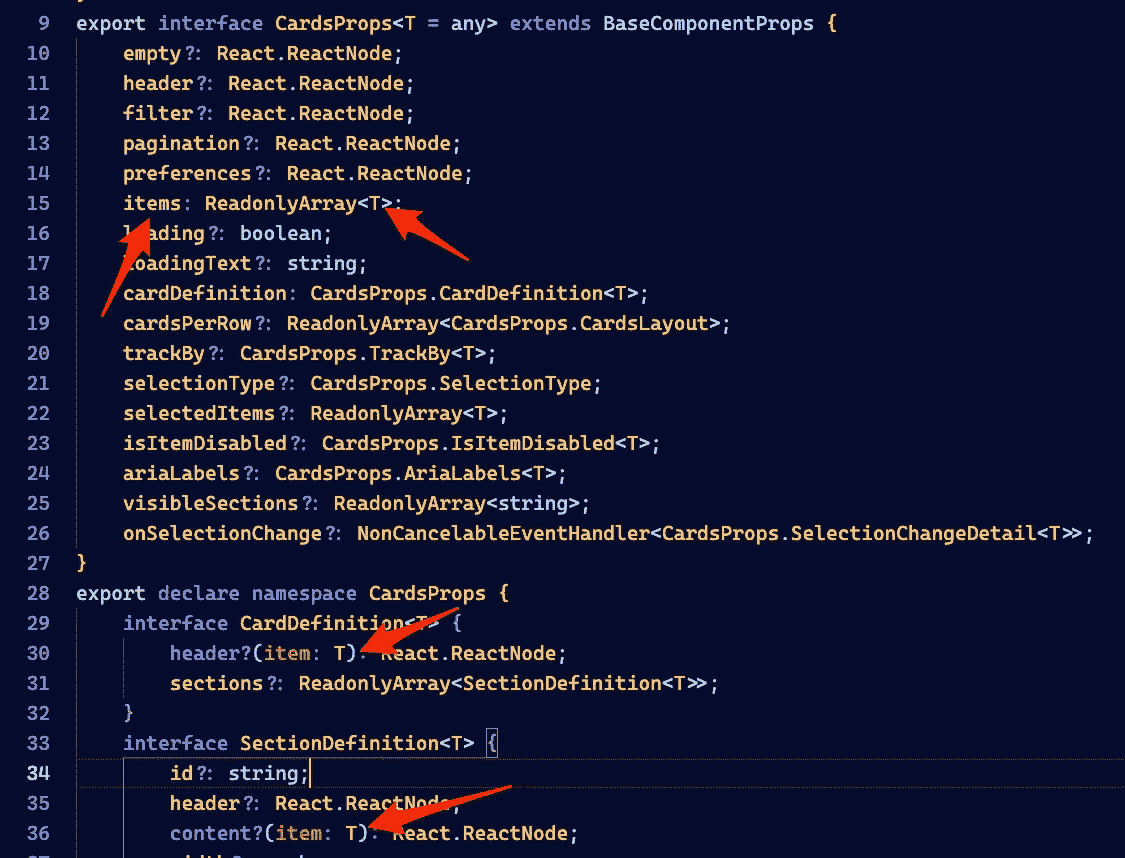 9 export interface CardsProps<T = any> extends BaseComponentProps {
10 empty?: React.ReactNode;
11 header?: React.ReactNode;
12 filter?: React.ReactNode;
13 pagination?: React.ReactNode;
14 preferences?: React.ReactNode;
15 items: ReadonlyArray<T>;
16 loading?: boolean;
17 loadingText?: string;
18 cardDefinition: CardsProps.CardDefinition<T>;
19 cardsPerRow?: ReadonlyArray<CardsProps.CardsLayout>;
20 trackBy?: CardsProps.TrackBy<T>;
21 selectionType?: CardsProps.SelectionType;
22 selectedItems?: ReadonlyArray<T>;
23 isItemDisabled?: CardsProps.IsItemDisabled<T>;
24 ariaLabels?: CardsProps.AriaLabels<T>;
25 visibleSections?: ReadonlyArray<string>;
26 onSelectionChange?: NonCancelableEventHandler<CardsProps.SelectionChangeDetail<T>>;
27 }
28 export declare namespace CardsProps {
29 interface CardDefinition<T> {
30 header?(item: T): React.ReactNode;
31 sections?: ReadonlyArray<SectionDefinition<T>>;
32 }
33 interface SectionDefinition<T> {
34 id?: string;
35 header?: React.ReactNode;
36 content?(item: T): React.ReactNode;